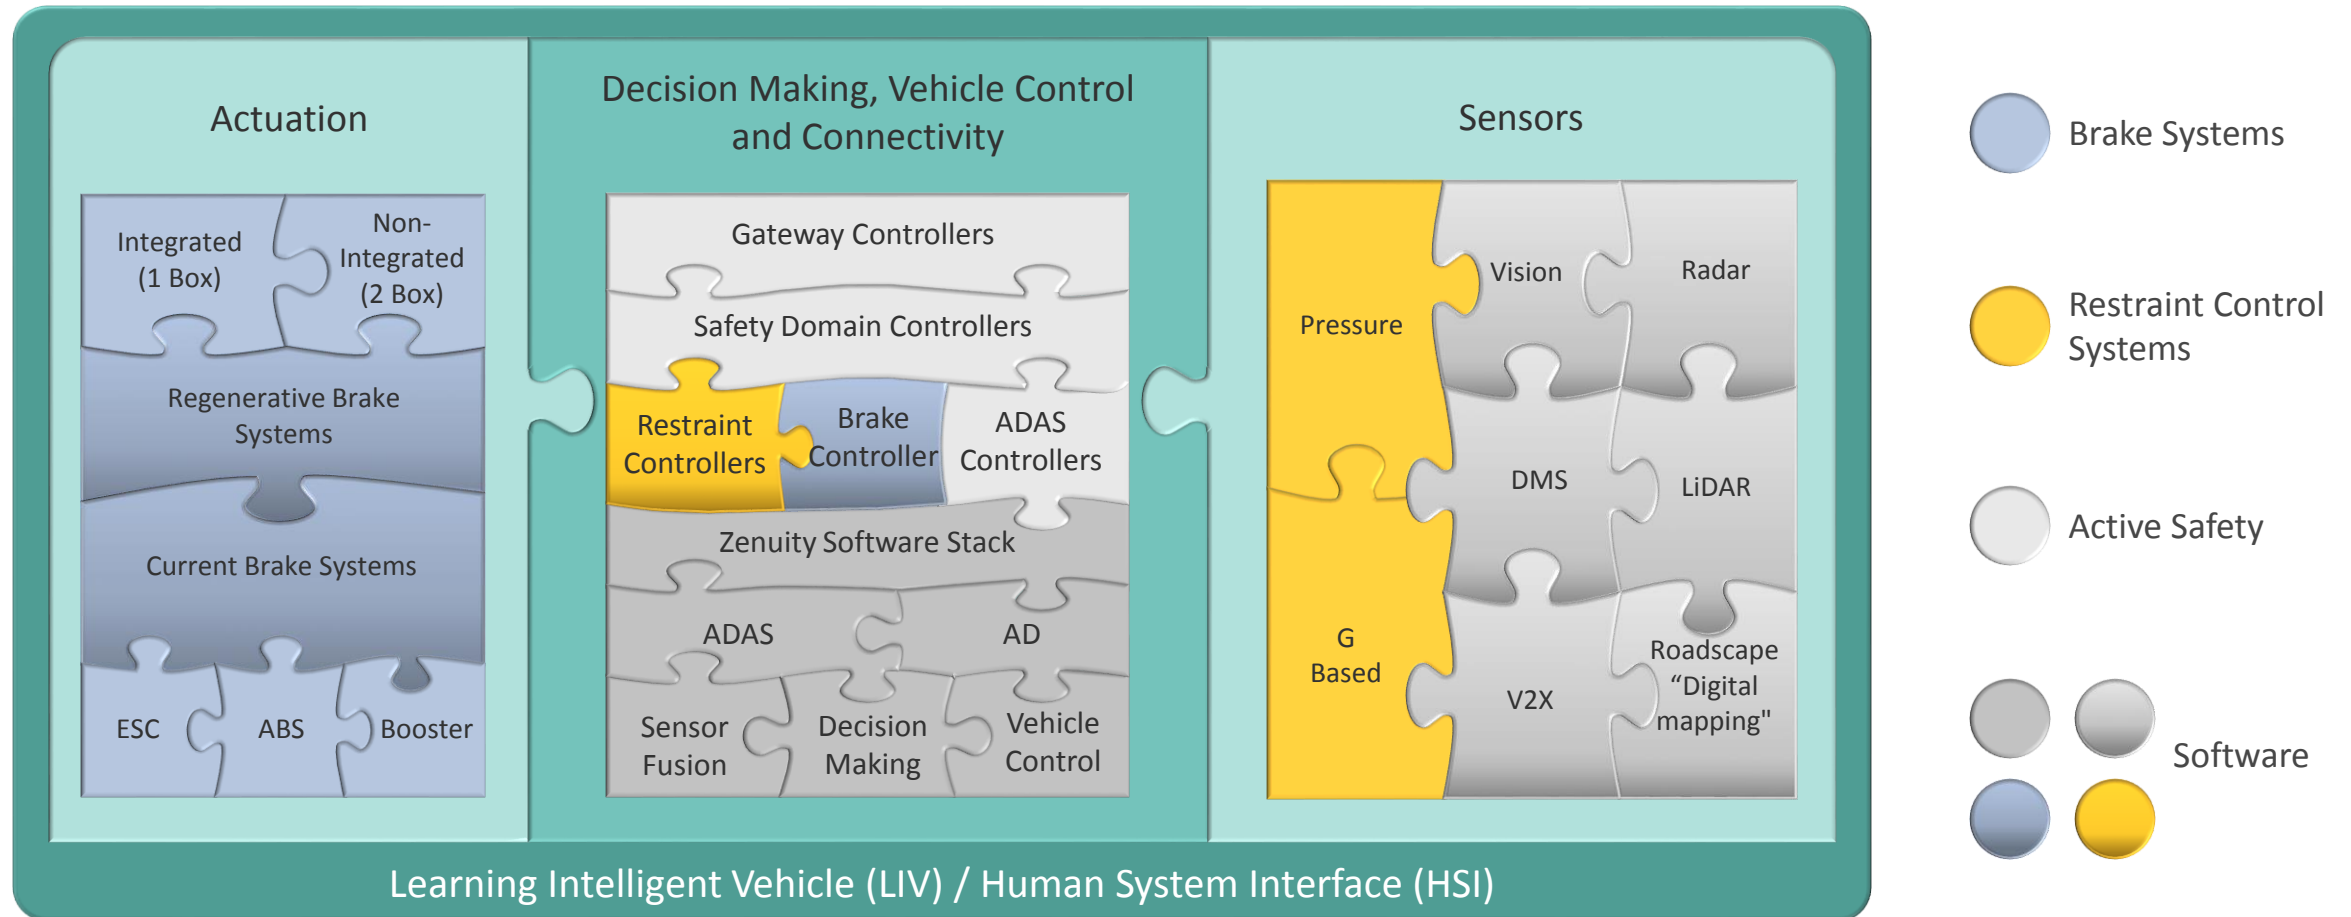 Actuation
Integrated
(1 Box)
Non-
Integrated
(2 Box)
Regenerative Brake
Systems
Current Brake Systems
ESC
ABS
Booster
Decision Making, Vehicle Control
and Connectivity
Gateway Controllers
Safety Domain Controllers
Restraint
Controllers
Brake
Controller
ADAS
Controllers
Zenuity Software Stack
ADAS
AD
Sensor
Fusion
Decision
Making
Vehicle
Control
Sensors
Pressure
Vision
Radar
DMS
LiDAR
G
Based
V2X
Roadscape
“Digital
mapping"
Learning Intelligent Vehicle (LIV) / Human System Interface (HSI)
Brake Systems
Restraint Control
Systems
Active Safety
Software